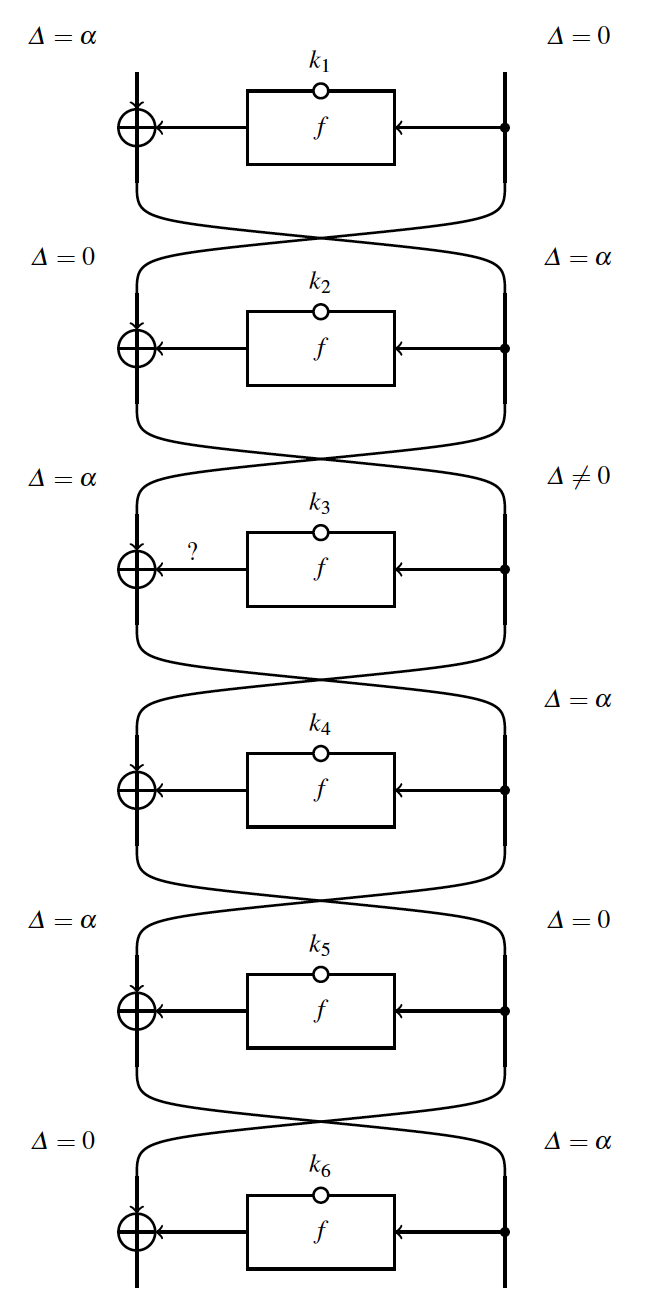 Δ = α Δ = 0
k₁
f
Δ = 0 Δ = α
k₂
f
Δ = α Δ ≠ 0
k₃
? f
Δ = α
k₄
f
Δ = α Δ = 0
k₅
f
Δ = 0 Δ = α
k₆
f